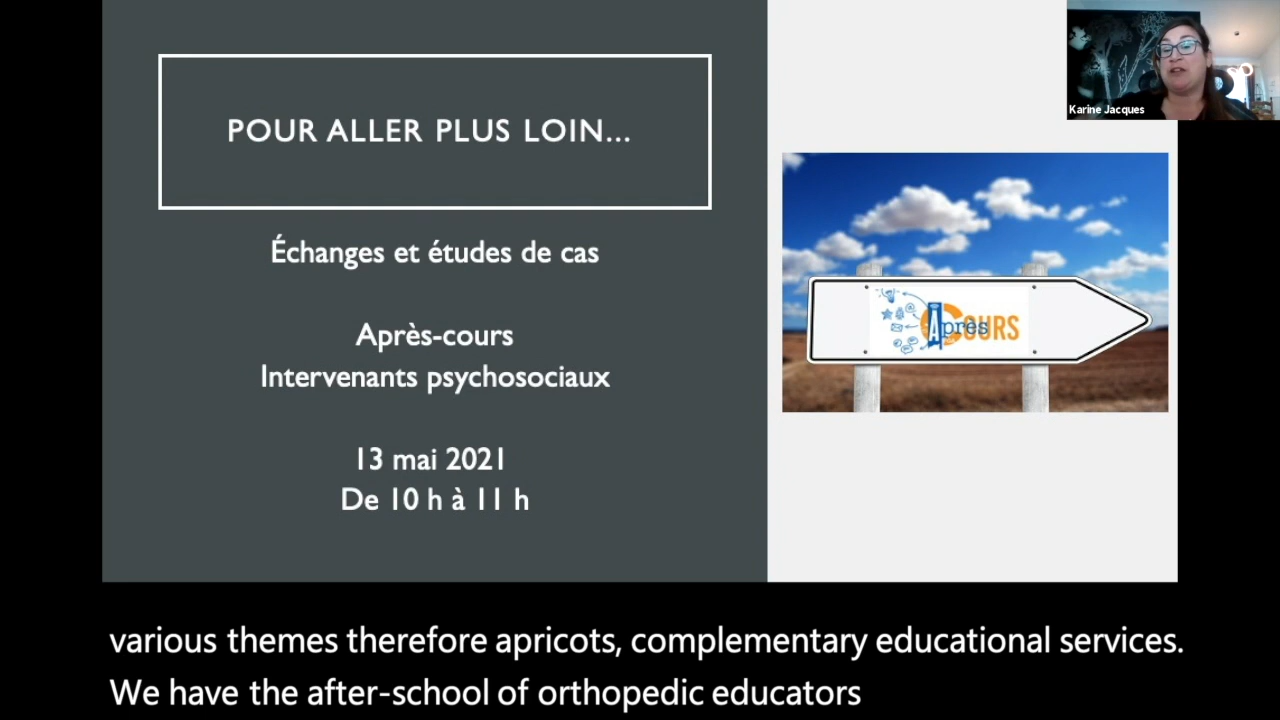 POUR ALLER PLUS LOIN...
Échanges et études de cas
Après-cours
Intervenants psychosociaux
13 mai 2021
De 10 h à 11 h
Karine Jacques
Après COURS
various themes therefore apricots, complementary educational services.
We have the after-school of orthopedic educators